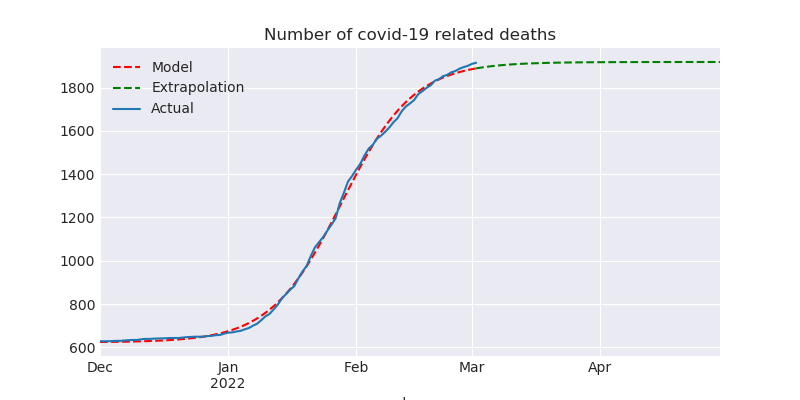 Number of covid-19 related deaths
Model
Extrapolation
Actual
1800
1600
1400
1200
1000
800
600
Dec Jan Feb Mar Apr
2022